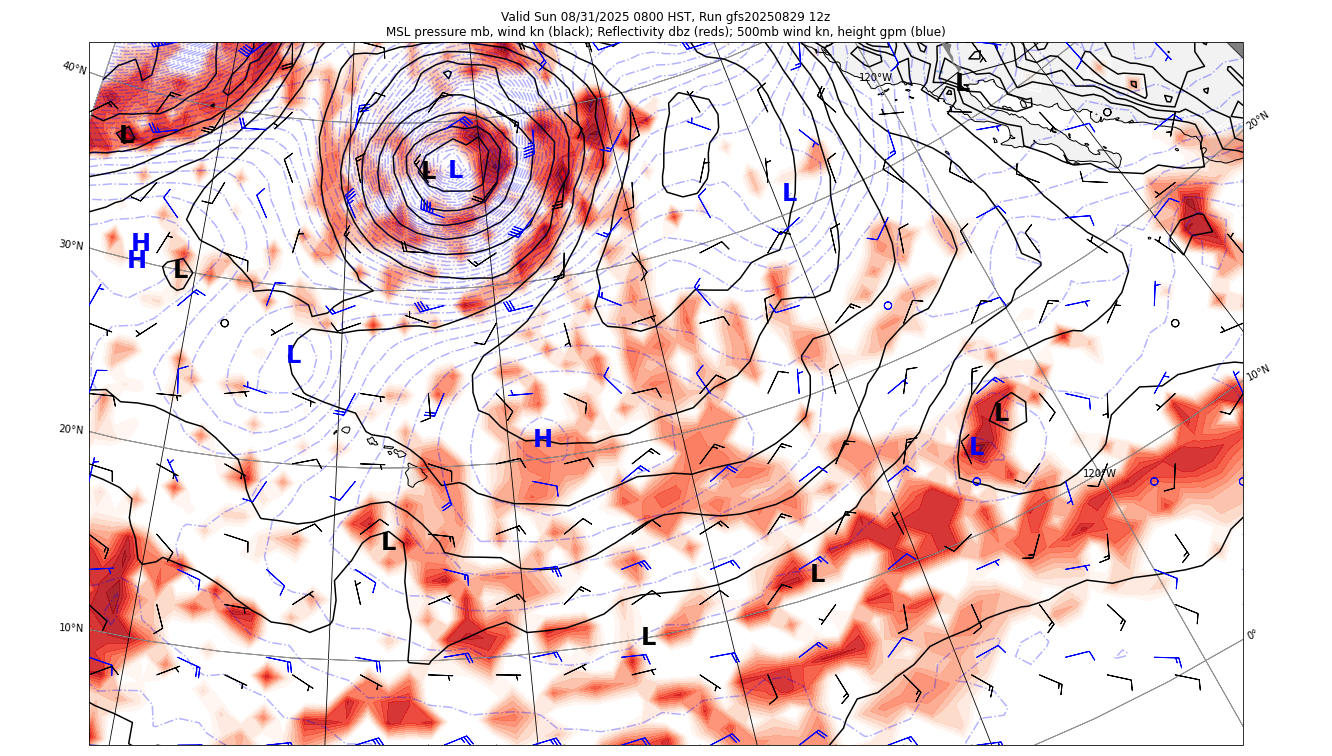 Valid Sun 08/31/2025 0800 HST, Run gfs20250829 12z
MSL pressure mb, wind kn (black); Reflectivity dbz (reds); 500mb wind kn, height gpm (blue)
40°N
120°W
L
20°N
L
L
L
L
H
30°N
H
L
L
10°N
L
20°N
H
L
120°W
L
L
10°N
L
0°